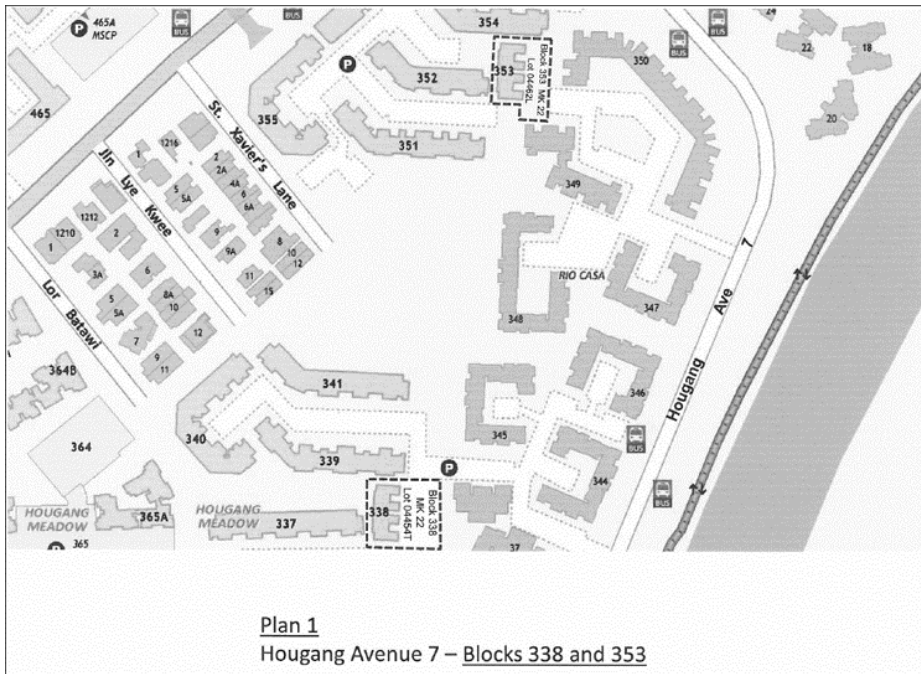 465A
MSCP
P
BUS
354
BUS
BUS
24
22
18
P
352
353
Block 353 MK 22
Lot 04662L
350
465
355
351
20
St. Xavier's Lane
1216
1
2
2A
4A
6
6A
5
5A
Jln Lye Kwee
349
1212
1210
1
2
9
9A
8
10
12
7
RIO CASA
3A
6
11
15
347
5
5A
8A
10
Hougang Ave
348
Lor Batawl
7
12
9
11
364B
341
346
340
345
BUS
364
339
P
344
BUS
HOUGANG
MEADOW
365A
HOUGANG
MEADOW
337
338
Block 338
MK 22
Lot 04454T
P
365
37
Plan 1
Hougang Avenue 7 – Blocks 338 and 353